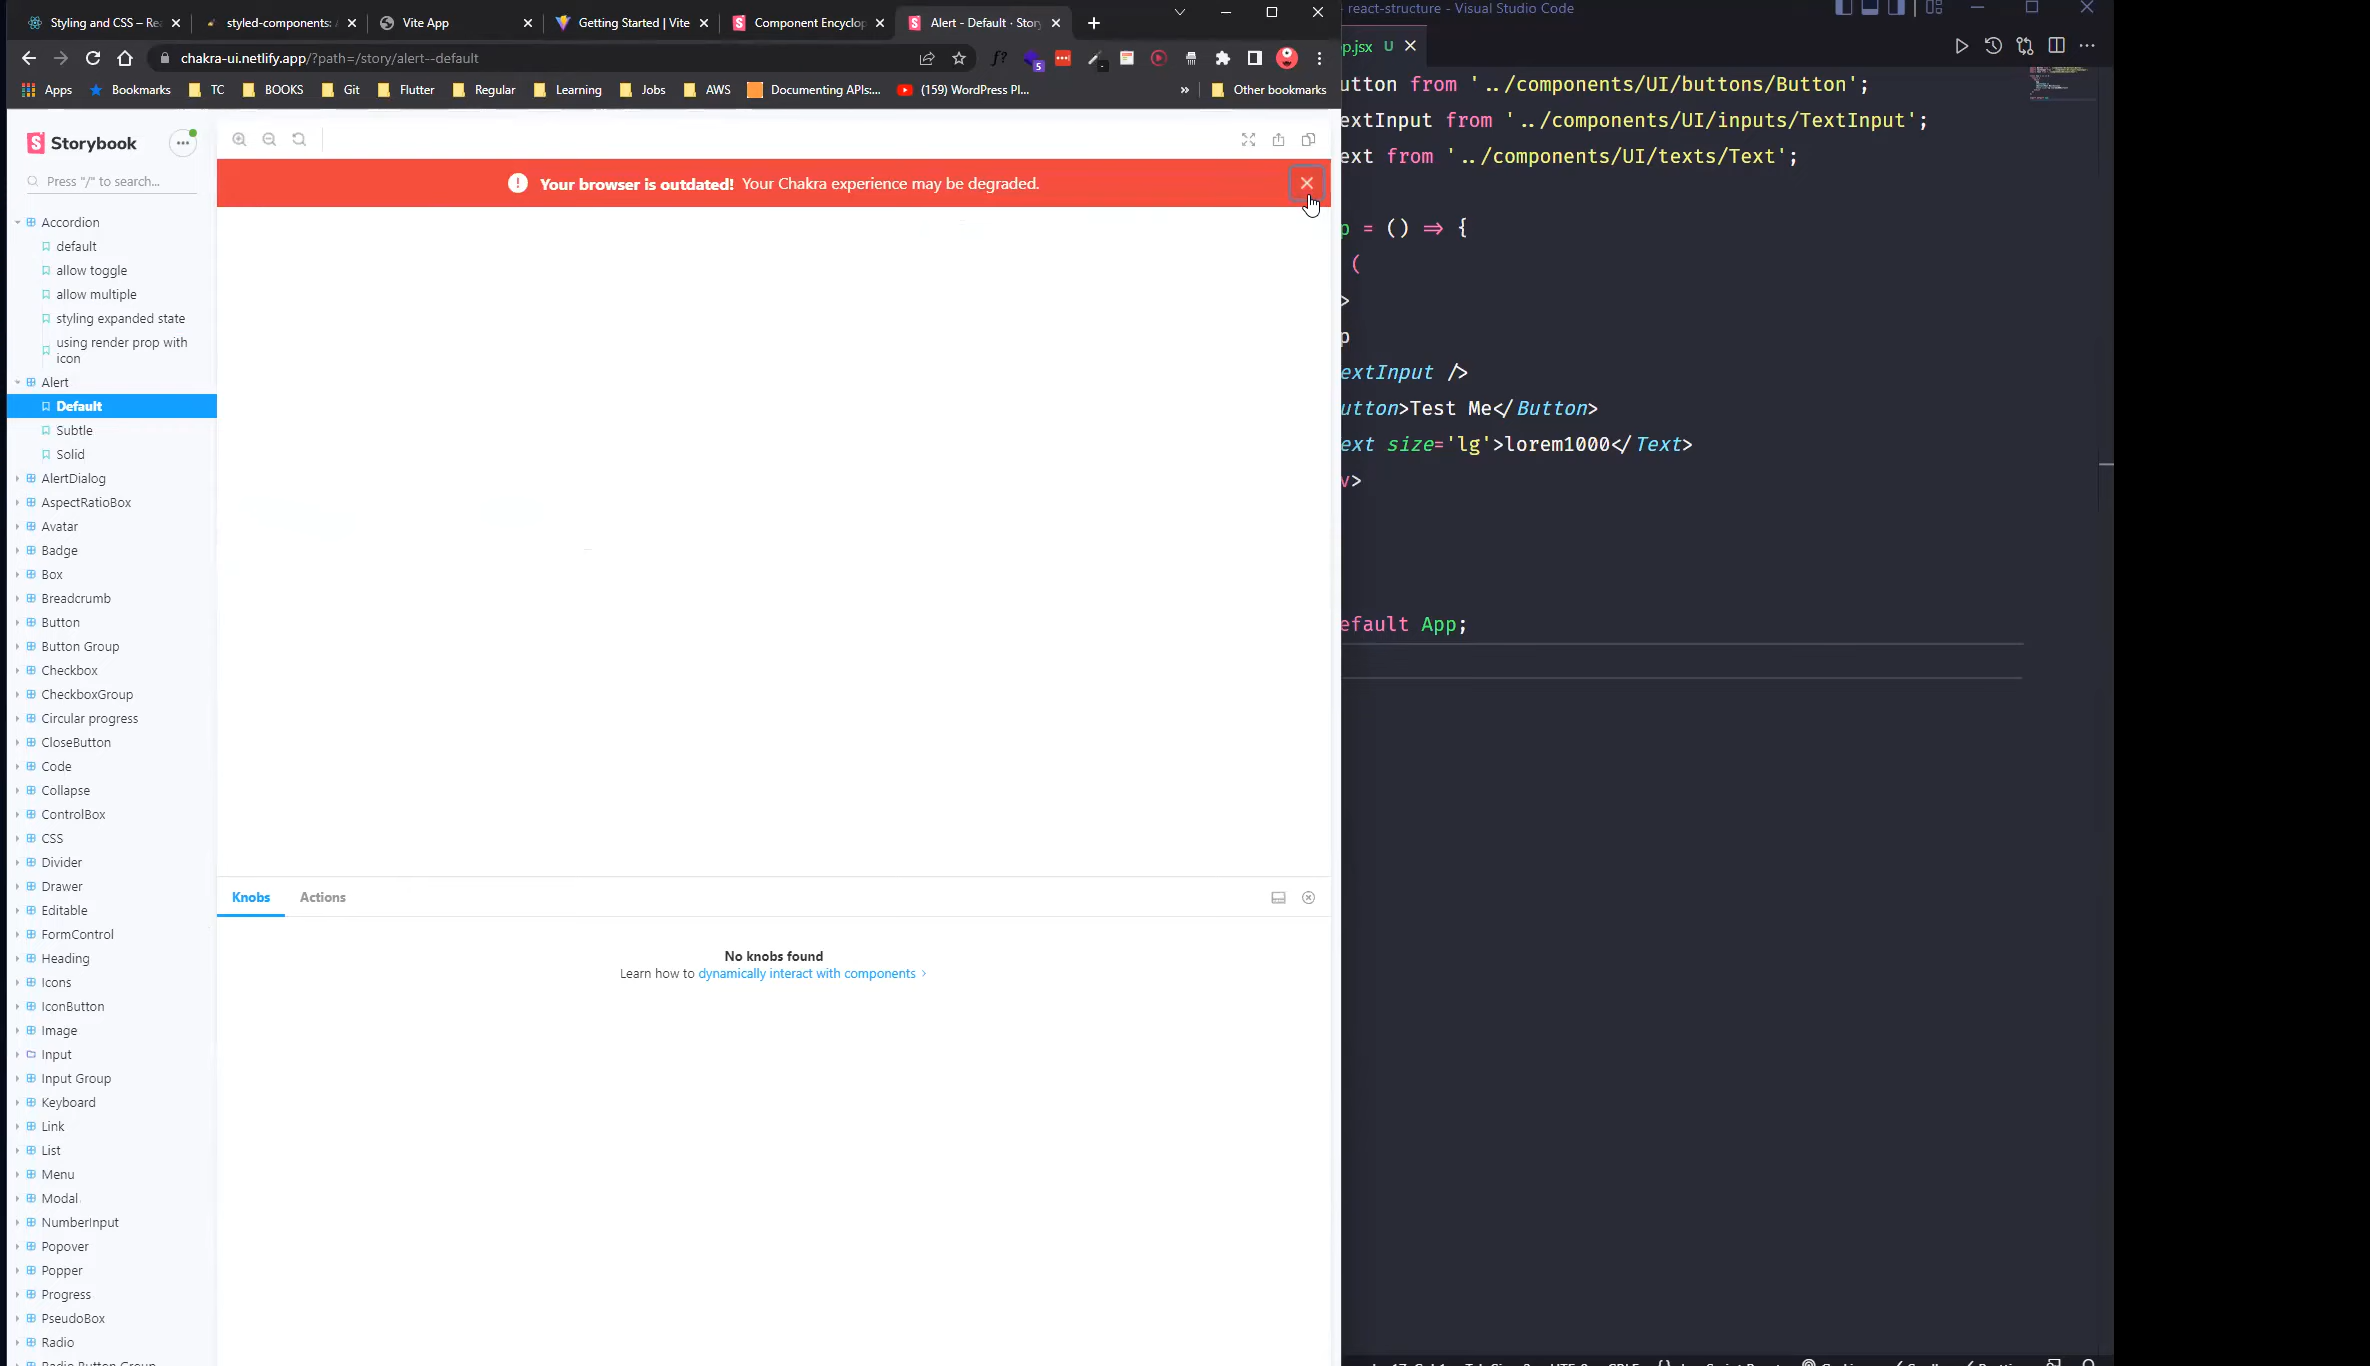 Styling and CSS – Rea
styled-components: A
Vite App
Getting Started | Vite
Component Encyclop
Alert - Default · Story
chakra-ui.netlify.app/?path=/story/alert--default
f?
5
Apps
Bookmarks
TC
BOOKS
Git
Flutter
Regular
Learning
Jobs
AWS
Documenting APIs:...
(159) WordPress Pl...
»
Other bookmarks
Storybook
Press "/" to search...
Accordion
default
allow toggle
allow multiple
styling expanded state
using render prop with
icon
Alert
Default
Subtle
Solid
AlertDialog
AspectRatioBox
Avatar
Badge
Box
Breadcrumb
Button
Button Group
Checkbox
CheckboxGroup
Circular progress
CloseButton
Code
Collapse
ControlBox
CSS
Divider
Drawer
Editable
FormControl
Heading
Icons
IconButton
Image
Input
Input Group
Keyboard
Link
List
Menu
Modal
NumberInput
Popover
Popper
Progress
PseudoBox
Radio
Radio Button Group
Your browser is outdated! Your Chakra experience may be degraded.
Knobs
Actions
No knobs found
Learn how to dynamically interact with components ›
react-structure - Visual Studio Code
p.jsx U
utton from '../components/UI/buttons/Button';
extInput from '../components/UI/inputs/TextInput';
ext from '../components/UI/texts/Text';
p = () => {
(
>
p
extInput />
utton>Test Me</Button>
ext size='lg'>lorem1000</Text>
v>
efault App;